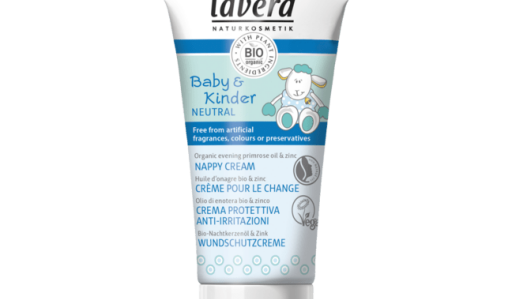 lavera
NATURKOSMETIK
WITH PLANT INGREDIENTS
BIO
organic
Baby &
Kinder
NEUTRAL
Free from artificial
fragrances, colours or preservatives
Organic evening primrose oil & zinc
NAPPY CREAM
Huile d'onagre bio & zinc
CRÈME POUR LE CHANGE
Olio di enotera bio & zinco
CREMA PROTETTIVA
ANTI-IRRITAZIONI
Bio-Nachtkerzenöl & Zink
WUNDSCHUTZCREME